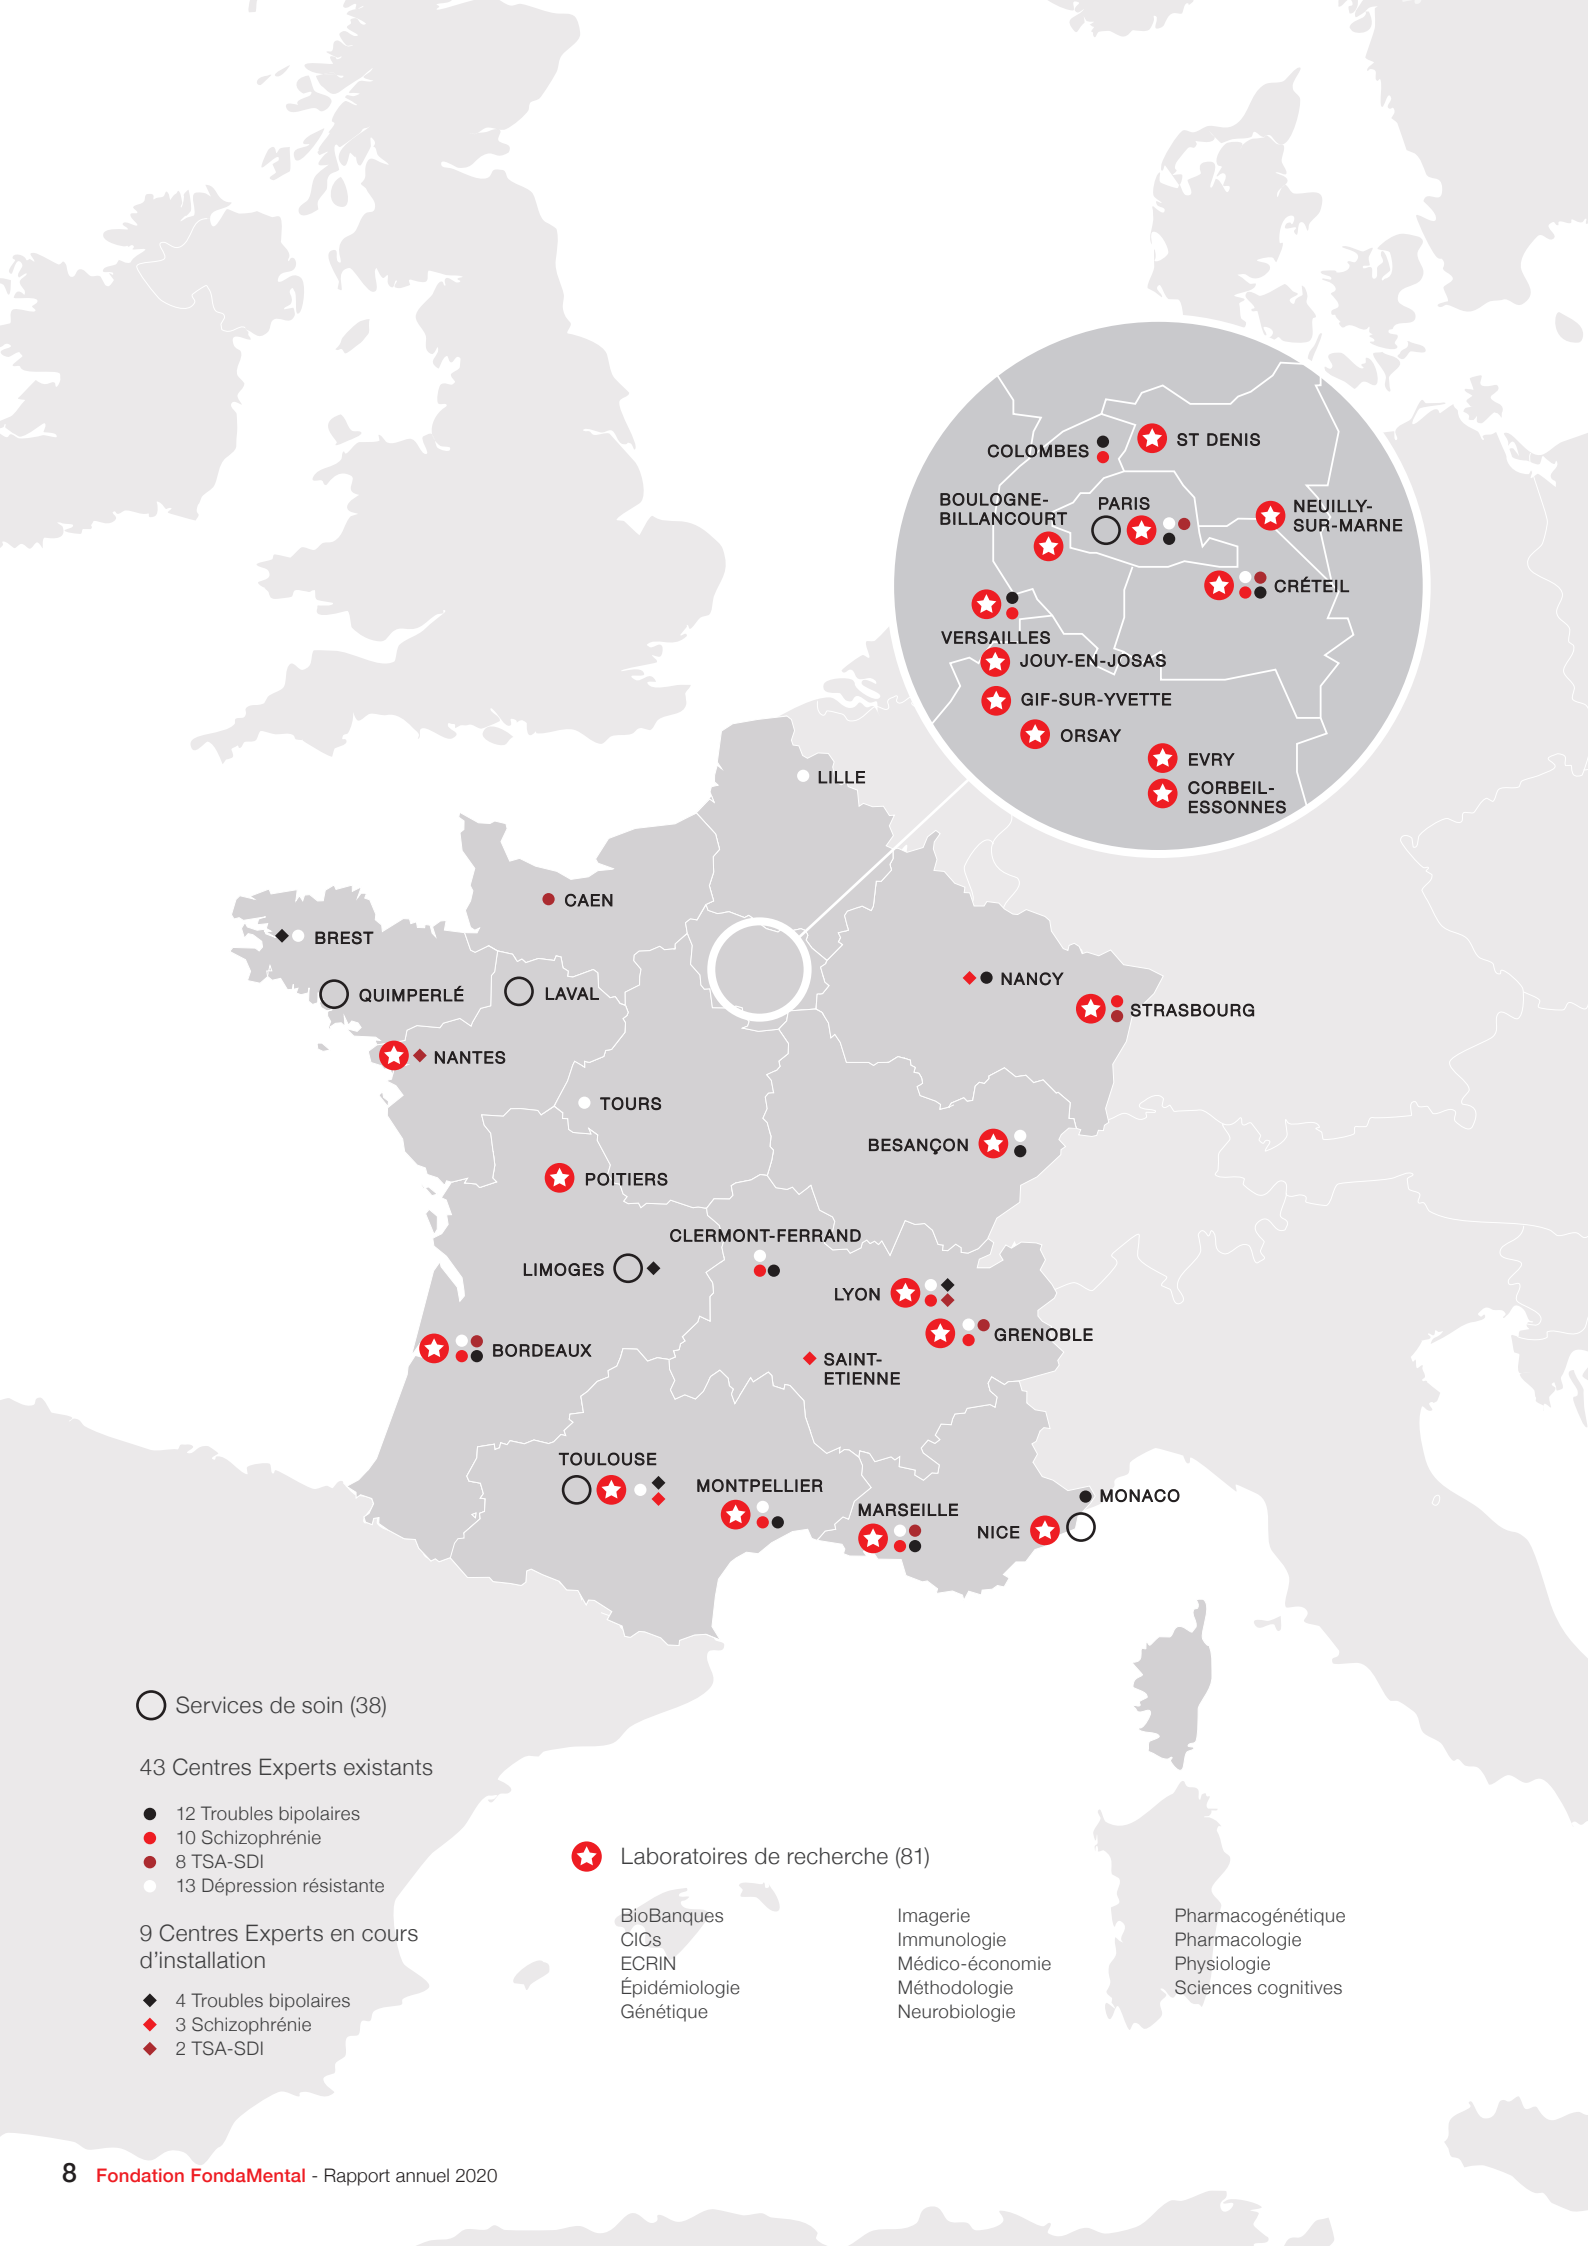 COLOMBES
ST DENIS
BOULOGNE-
BILLANCOURT
PARIS
NEUILLY-
SUR-MARNE
CRÉTEIL
VERSAILLES
JOUY-EN-JOSAS
GIF-SUR-YVETTE
ORSAY
EVRY
CORBEIL-
ESSONNES
LILLE
CAEN
BREST
QUIMPERLÉ
LAVAL
NANCY
STRASBOURG
NANTES
TOURS
BESANÇON
POITIERS
CLERMONT-FERRAND
LIMOGES
LYON
GRENOBLE
BORDEAUX
SAINT-
ETIENNE
TOULOUSE
MONTPELLIER
MARSEILLE
MONACO
NICE
Services de soin (38)
43 Centres Experts existants
12 Troubles bipolaires
10 Schizophrénie
8 TSA-SDI
13 Dépression résistante
9 Centres Experts en cours
d'installation
4 Troubles bipolaires
3 Schizophrénie
2 TSA-SDI
Laboratoires de recherche (81)
BioBanques
CICs
ECRIN
Épidémiologie
Génétique
Imagerie
Immunologie
Médico-économie
Méthodologie
Neurobiologie
Pharmacogénétique
Pharmacologie
Physiologie
Sciences cognitives
8 Fondation FondaMental - Rapport annuel 2020